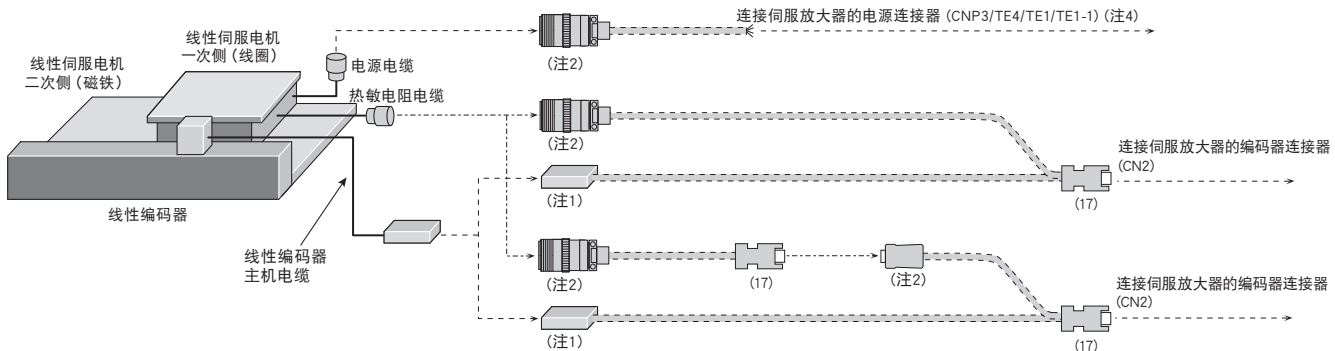 连接伺服放大器的电源连接器 (CNP3/TE4/TE1/TE1-1) (注4)
线性伺服电机
一次侧 (线圈)
(注2)
电源电缆
线性伺服电机
二次侧 (磁铁)
热敏电阻电缆
(注2)
连接伺服放大器的编码器连接器
(CN2)
(注1)
(17)
线性编码器
线性编码器
主机电缆
(注2)
(17)
(注2)
连接伺服放大器的编码器连接器
(CN2)
(注1)
(17)